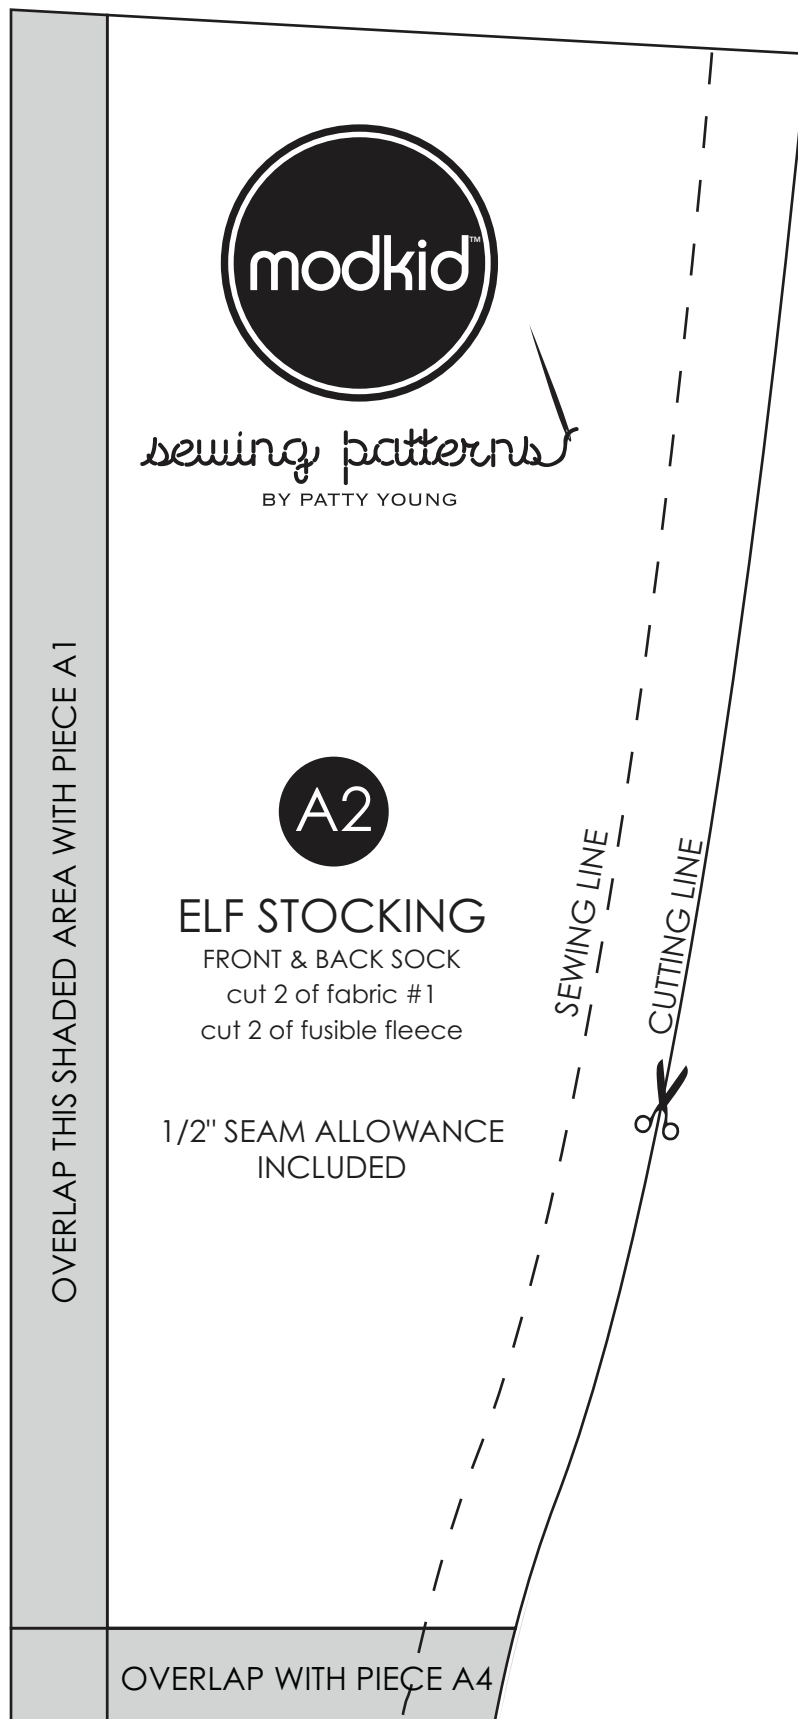 modkid™
sewing patterns
BY PATTY YOUNG
OVERLAP THIS SHADED AREA WITH PIECE A1
A2
ELF STOCKING
FRONT & BACK SOCK
cut 2 of fabric #1
cut 2 of fusible fleece
1/2" SEAM ALLOWANCE
INCLUDED
SEWING LINE
CUTTING LINE
OVERLAP WITH PIECE A4